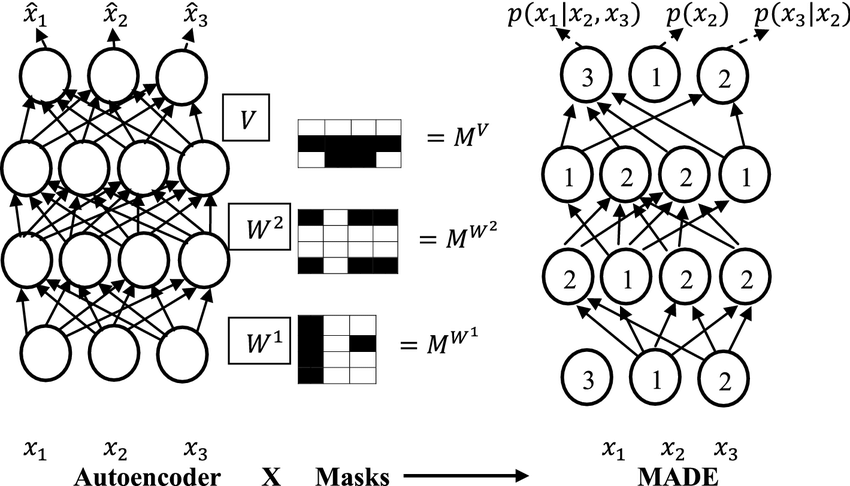 x̂₁ x̂₂ x̂₃ p(x₁|x₂, x₃) p(x₂) p(x₃|x₂)
3 1 2
V = Mⱽ
1 2 2 1
W² = M^{W²}
2 1 2 2
W¹ = M^{W¹}
3 1 2
x₁ x₂ x₃ x₁ x₂ x₃
Autoencoder X Masks MADE